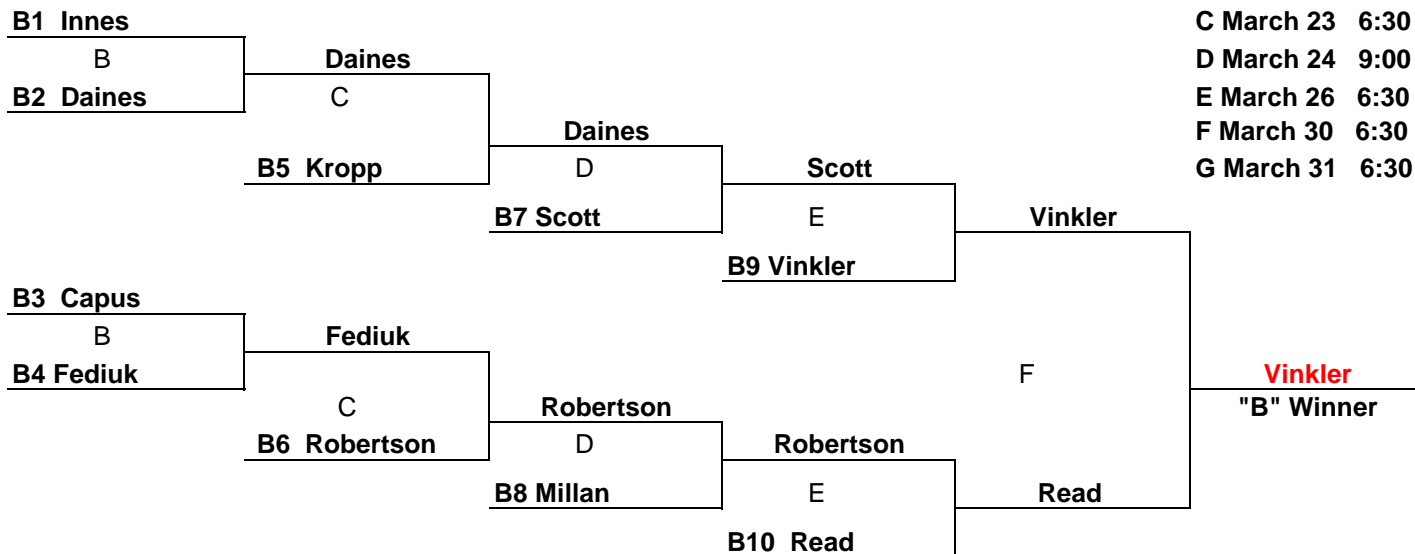 B1 Innes
C March 23 6:30
B
Daines
D March 24 9:00
B2 Daines
C
E March 26 6:30
Daines
F March 30 6:30
B5 Kropp
D
Scott
G March 31 6:30
B7 Scott
E
Vinkler
B9 Vinkler
B3 Capus
B
Fediuk
B4 Fediuk
F
Vinkler
C
Robertson
"B" Winner
B6 Robertson
D
Robertson
B8 Millan
E
Read
B10 Read